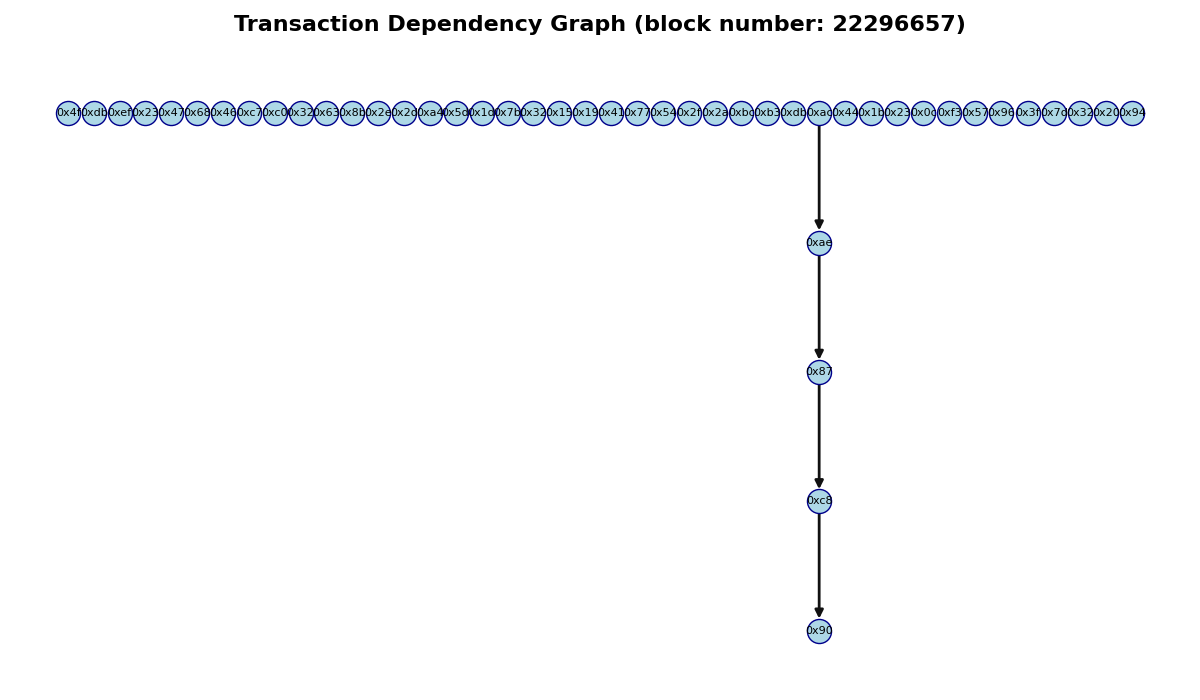 Transaction Dependency Graph (block number: 22296657)
0x4f 0xdb 0xef 0x23 0x47 0x68 0x46 0xc7 0xc0 0x32 0x63 0x8b 0x2e 0x2d 0xa4 0x5d 0x1d 0x7b 0x32 0x15 0x19 0x41 0x77 0x54 0x2f 0x2a 0xbc 0xb3 0xdb 0xac 0x44 0x1b 0x23 0x0c 0xf3 0x57 0x96 0x3f 0x7d 0x32 0x20 0x94
0xae
0x87
0xc8
0x90